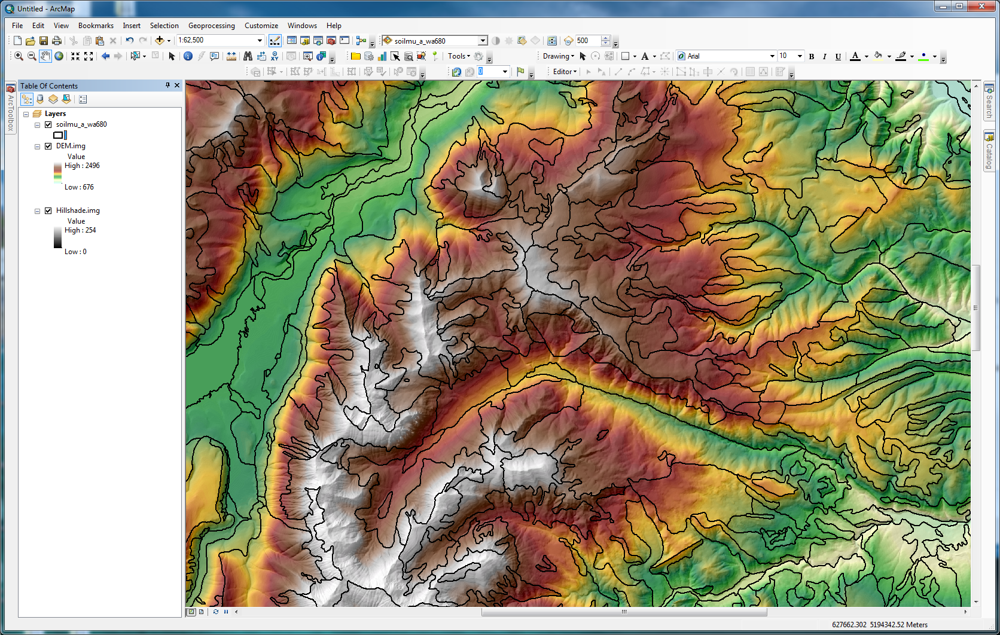 Untitled - ArcMap
File Edit View Bookmarks Insert Selection Geoprocessing Customize Windows Help
1:62,500 soilmu_a_wa680 500
Tools Drawing A Arial 10 B I U A
0 Editor
Table Of Contents
ArcToolbox
Search
Catalog
Layers
soilmu_a_wa680
DEM.img
Value
High : 2496
Low : 676
Hillshade.img
Value
High : 254
Low : 0
627662.302 5194342.52 Meters